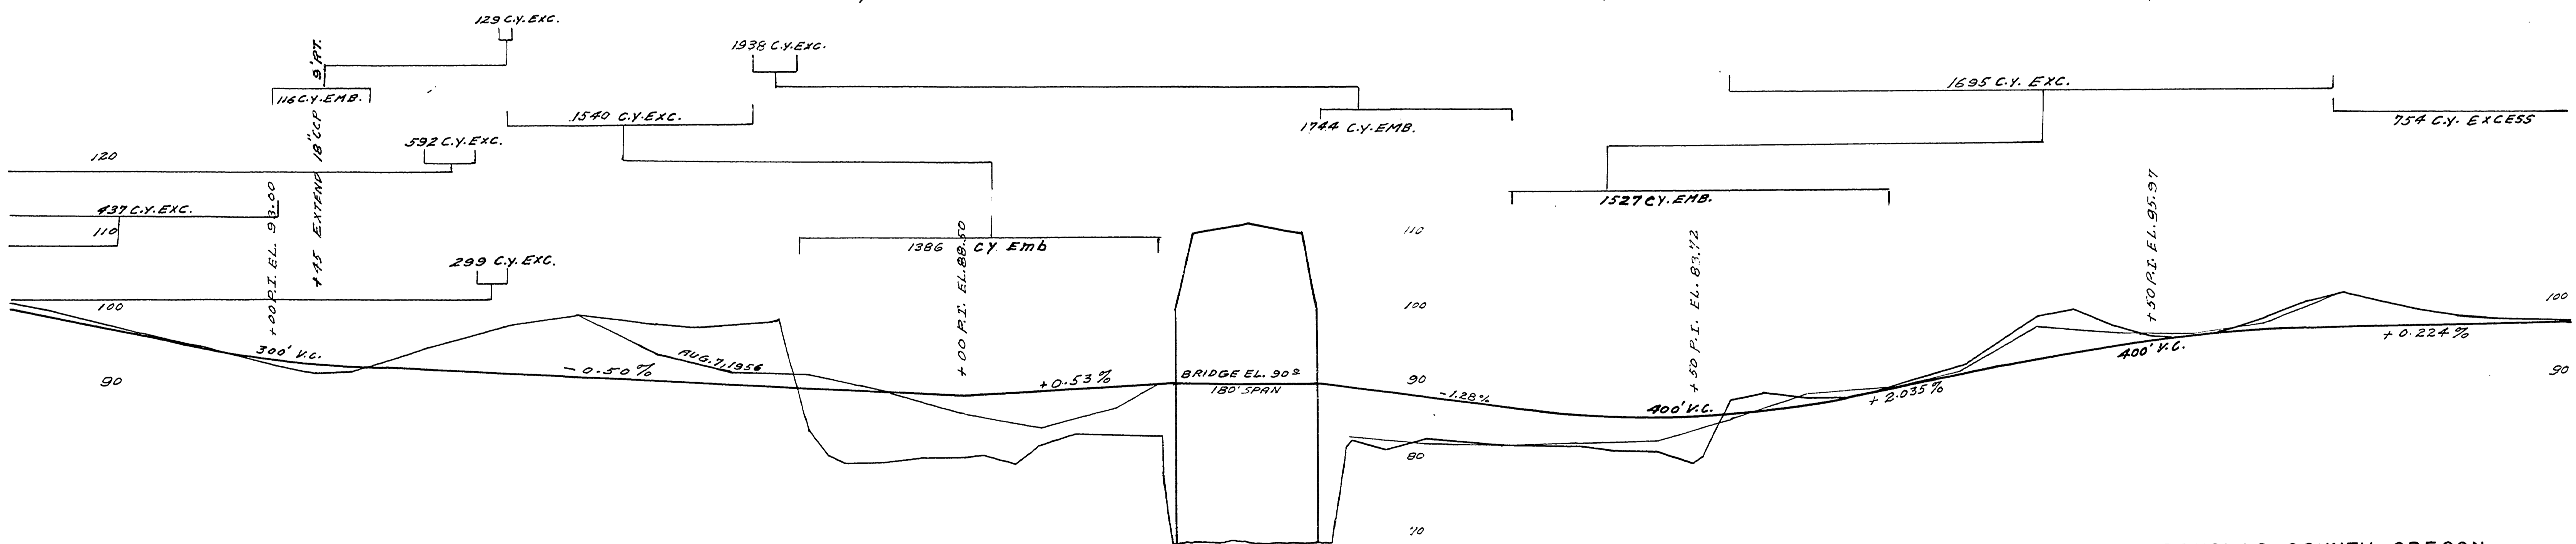 129 C.Y. EXC.
1938 C.Y. EXC.
1695 C.Y. EXC.
116 C.Y. EMB.
1540 C.Y. EXC.
1744 C.Y. EMB.
754 C.Y. EXCESS
592 C.Y. EXC.
120
+45 EXTEND 18" CCP 9' RT.
437 C.Y. EXC.
110
+00 P.I. EL. 93.00
1527 CY. EMB.
1386 CY Emb
+00 P.I. EL. 88.50
110
+50 P.I. EL. 83.72
+50 P.I. EL. 95.97
299 C.Y. EXC.
100
100
100
300' V.C.
AUG. 7, 1956
-0.50%
+0.53%
BRIDGE EL. 90º
180' SPAN
90
90
-1.28%
400' V.C.
+2.035%
400' V.C.
+0.224%
90
80
70